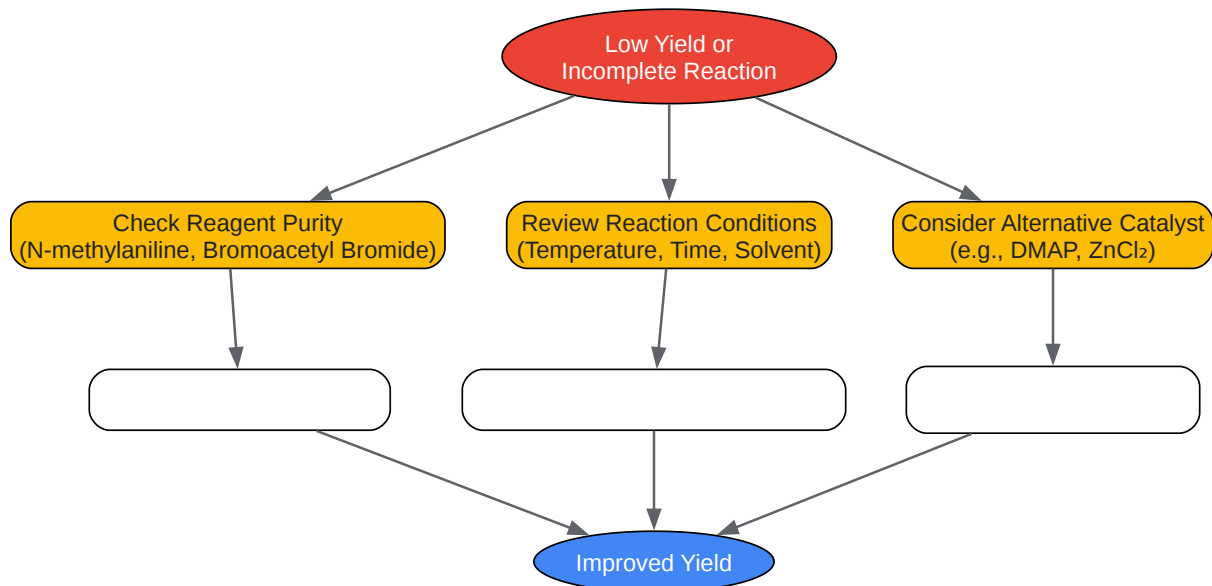 Low Yield or
Incomplete Reaction
Check Reagent Purity
(N-methylaniline, Bromoacetyl Bromide)
Review Reaction Conditions
(Temperature, Time, Solvent)
Consider Alternative Catalyst
(e.g., DMAP, ZnCl₂)
Improved Yield